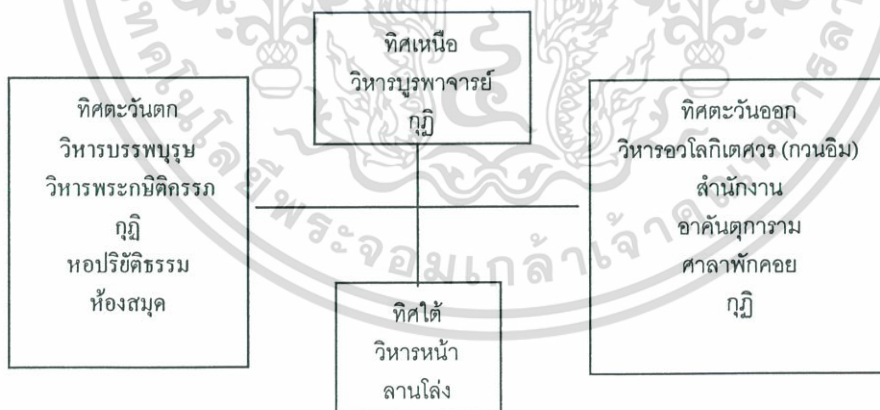 ทิศเหนือ
วิหารบูรพาจารย์
กุฏิ
ทิศตะวันตก
วิหารบรรพบุรุษ
วิหารพระกษิติครรภ
กุฏิ
หอปริยัติธรรม
ห้องสมุด
ทิศตะวันออก
วิหารอวโลกิเตศวร (กวนอิม)
สำนักงาน
อาคันตุการาม
ศาลาพักคอย
กุฏิ
ทิศใต้
วิหารหน้า
ลานโล่ง